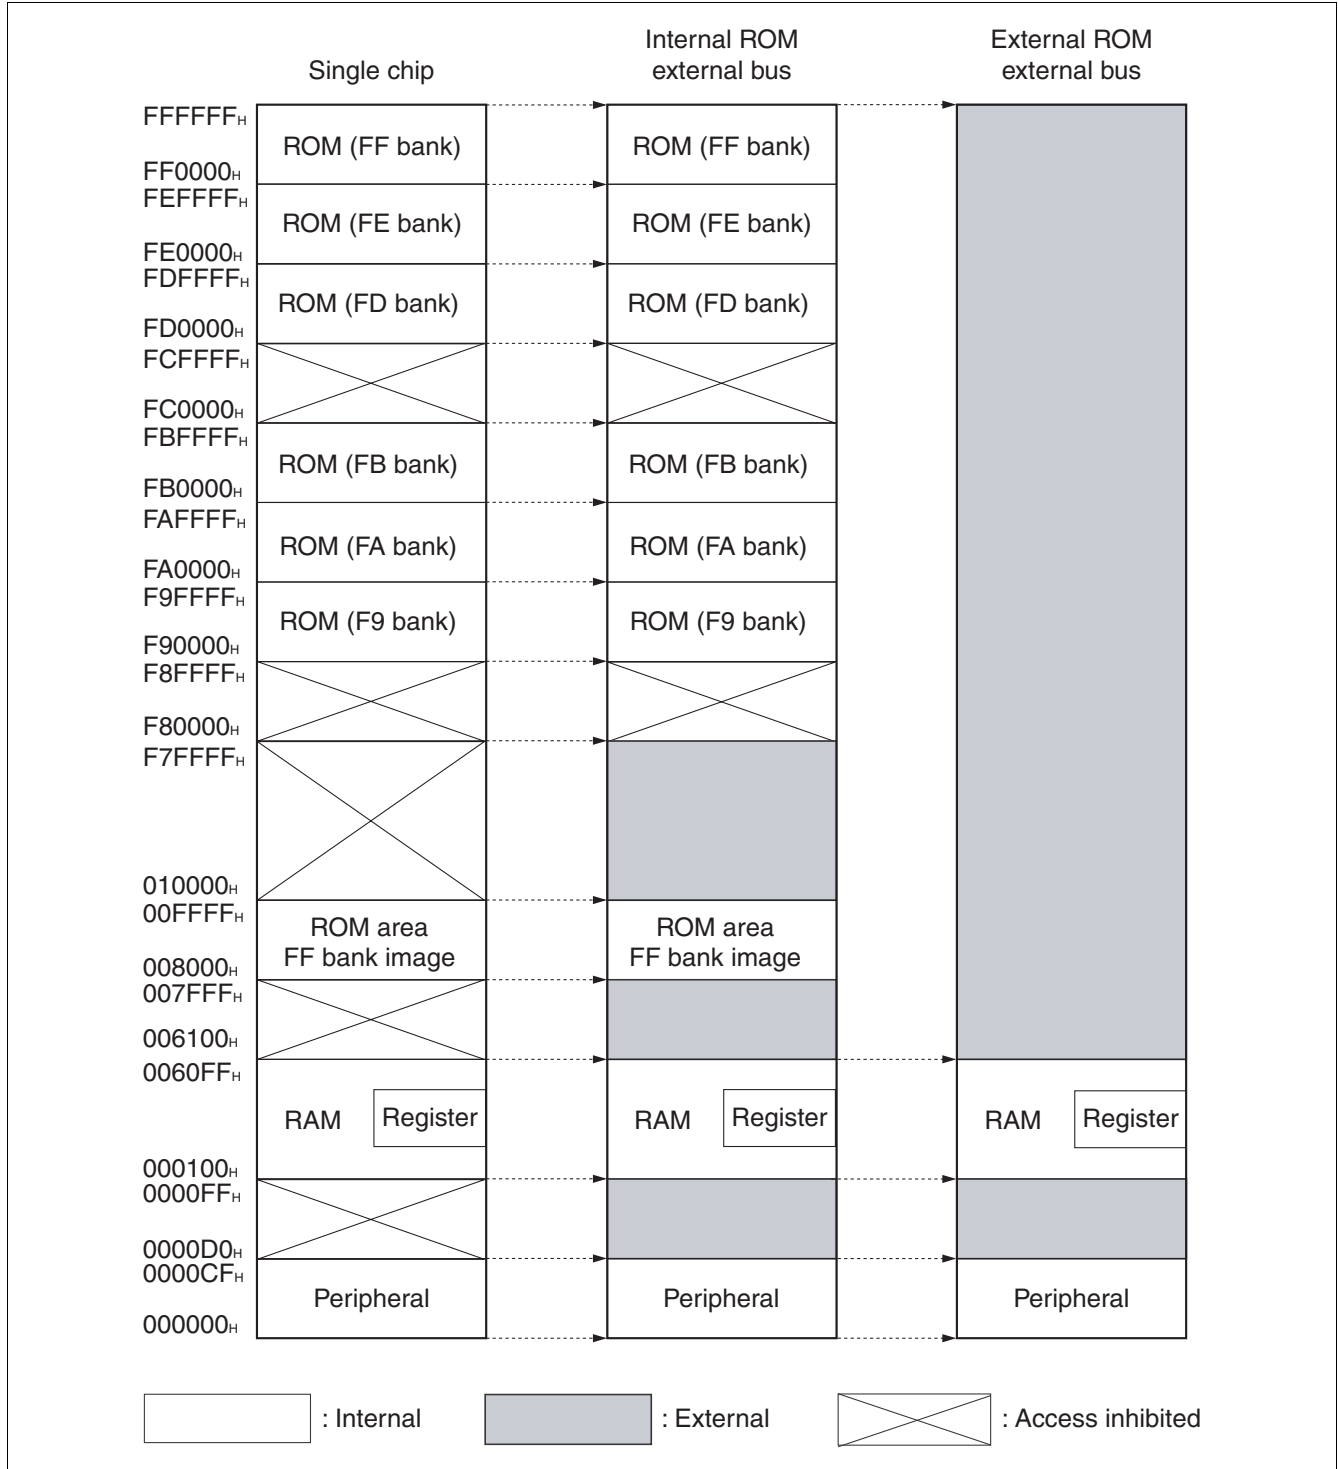 Single chip
Internal ROM
external bus
External ROM
external bus
FFFFFFH
ROM (FF bank)
ROM (FF bank)
FF0000H
FEFFFFH
ROM (FE bank)
ROM (FE bank)
FE0000H
FDFFFFH
ROM (FD bank)
ROM (FD bank)
FD0000H
FCFFFFH
FC0000H
FBFFFFH
ROM (FB bank)
ROM (FB bank)
FB0000H
FAFFFFH
ROM (FA bank)
ROM (FA bank)
FA0000H
F9FFFFH
ROM (F9 bank)
ROM (F9 bank)
F90000H
F8FFFFH
F80000H
F7FFFFH
010000H
00FFFFH
ROM area
FF bank image
ROM area
FF bank image
008000H
007FFFH
006100H
0060FFH
RAM
Register
RAM
Register
RAM
Register
000100H
0000FFH
0000D0H
0000CFH
Peripheral
Peripheral
Peripheral
000000H
: Internal
: External
: Access inhibited